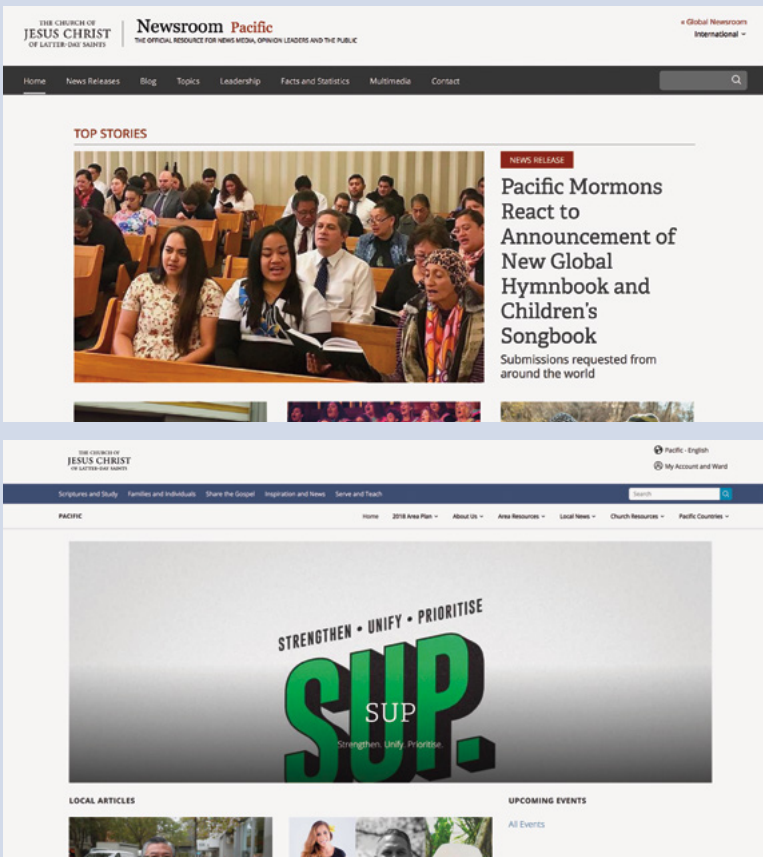 THE CHURCH OF
JESUS CHRIST
OF LATTER-DAY SAINTS
Newsroom Pacific
THE OFFICIAL RESOURCE FOR NEWS MEDIA, OPINION LEADERS AND THE PUBLIC
« Global Newsroom
International
Home News Releases Blog Topics Leadership Facts and Statistics Multimedia Contact
TOP STORIES
NEWS RELEASE
Pacific Mormons
React to
Announcement of
New Global
Hymnbook and
Children's
Songbook
Submissions requested from
around the world
THE CHURCH OF
JESUS CHRIST
OF LATTER-DAY SAINTS
Pacific - English
My Account and Ward
Scriptures and Study Families and Individuals Share the Gospel Inspiration and News Serve and Teach
Search
PACIFIC
Home 2018 Area Plan About Us Area Resources Local News Church Resources Pacific Countries
STRENGTHEN • UNIFY • PRIORITISE
SUP.
SUP
Strengthen. Unify. Prioritise.
LOCAL ARTICLES
UPCOMING EVENTS
All Events